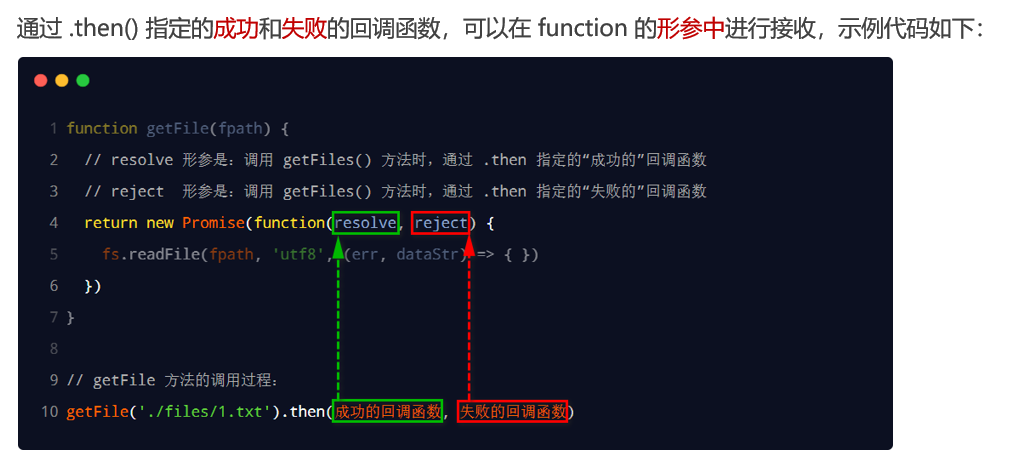 通过 .then() 指定的成功和失败的回调函数，可以在 function 的形参中进行接收，示例代码如下：
1 function getFile(fpath) {
2 // resolve 形参是：调用 getFiles() 方法时，通过 .then 指定的“成功的”回调函数
3 // reject 形参是：调用 getFiles() 方法时，通过 .then 指定的“失败的”回调函数
4 return new Promise(function(resolve, reject) {
5 fs.readFile(fpath, 'utf8', (err, dataStr) => { })
6 })
7 }
8
9 // getFile 方法的调用过程：
10 getFile('./files/1.txt').then(成功的回调函数, 失败的回调函数)